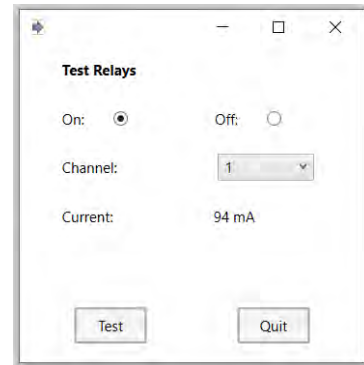 Test Relays
On: Off:
Channel: 1
Current: 94 mA
Test Quit